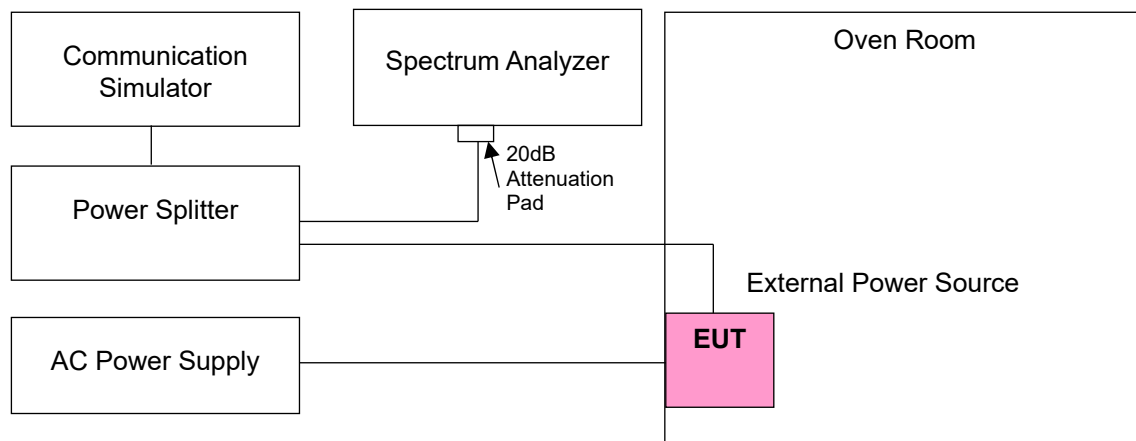 Communication
Simulator
Spectrum Analyzer
Oven Room
20dB
Attenuation
Pad
Power Splitter
External Power Source
EUT
AC Power Supply